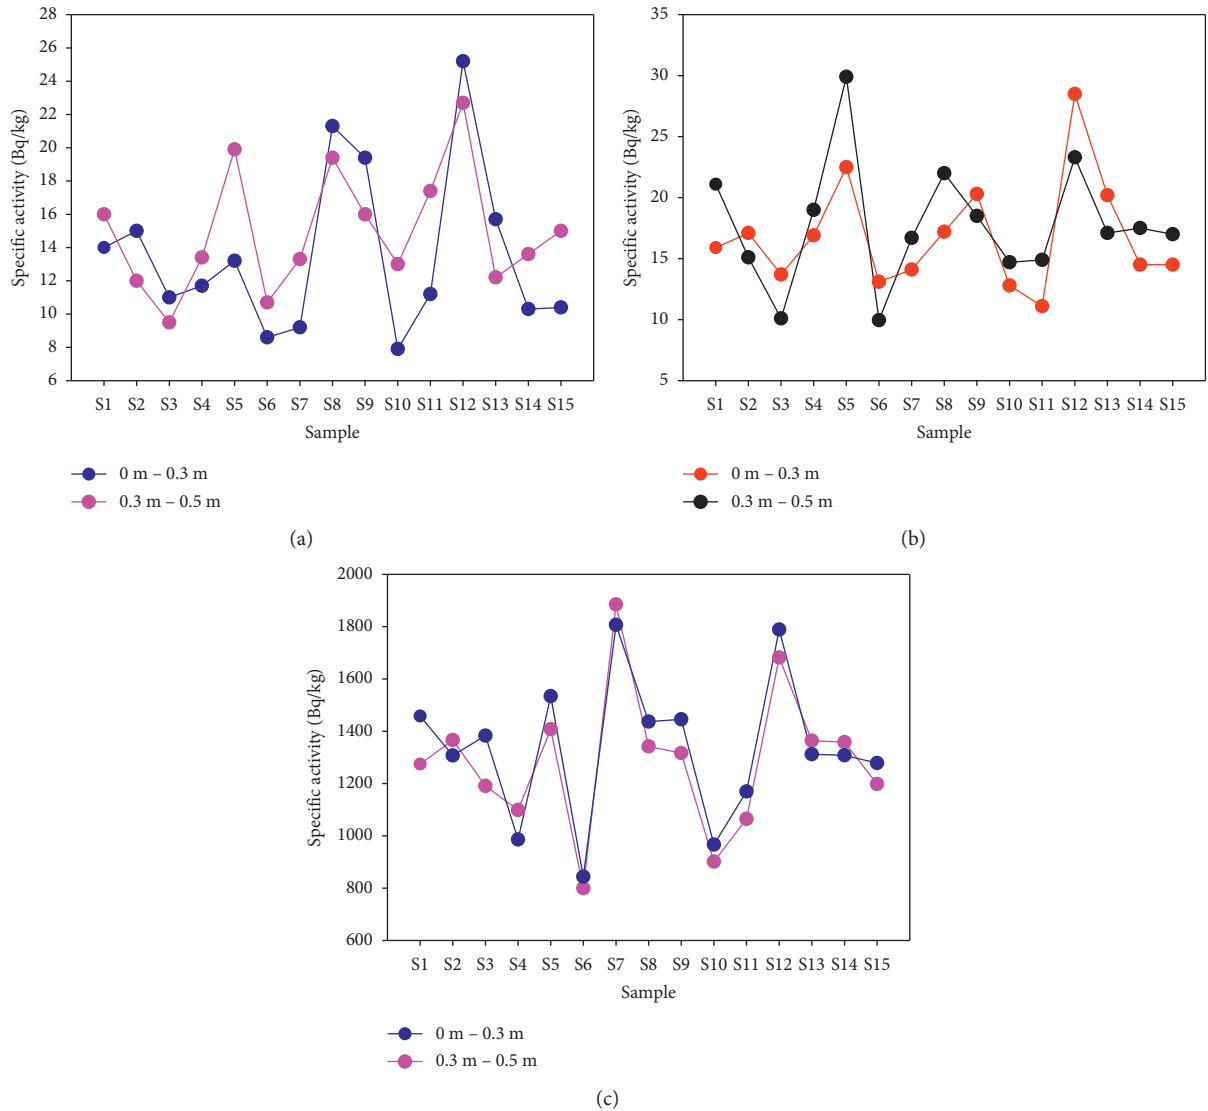 28
26
24
22
20
18
16
14
12
10
8
6
Specific activity (Bq/kg)
S1 S2 S3 S4 S5 S6 S7 S8 S9 S10 S11 S12 S13 S14 S15
Sample
0 m – 0.3 m
0.3 m – 0.5 m
(a)
35
30
25
20
15
10
5
Specific activity (Bq/kg)
S1 S2 S3 S4 S5 S6 S7 S8 S9 S10 S11 S12 S13 S14 S15
Sample
0 m – 0.3 m
0.3 m – 0.5 m
(b)
2000
1800
1600
1400
1200
1000
800
600
Specific activity (Bq/kg)
S1 S2 S3 S4 S5 S6 S7 S8 S9 S10 S11 S12 S13 S14 S15
Sample
0 m – 0.3 m
0.3 m – 0.5 m
(c)